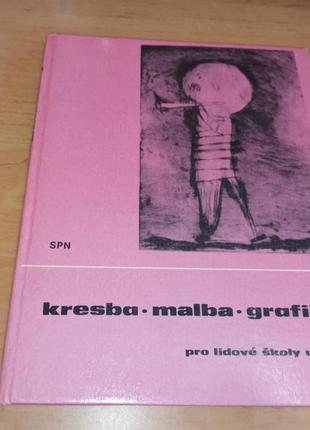 SPN
kresba · malba · grafi
pro lidové školy u